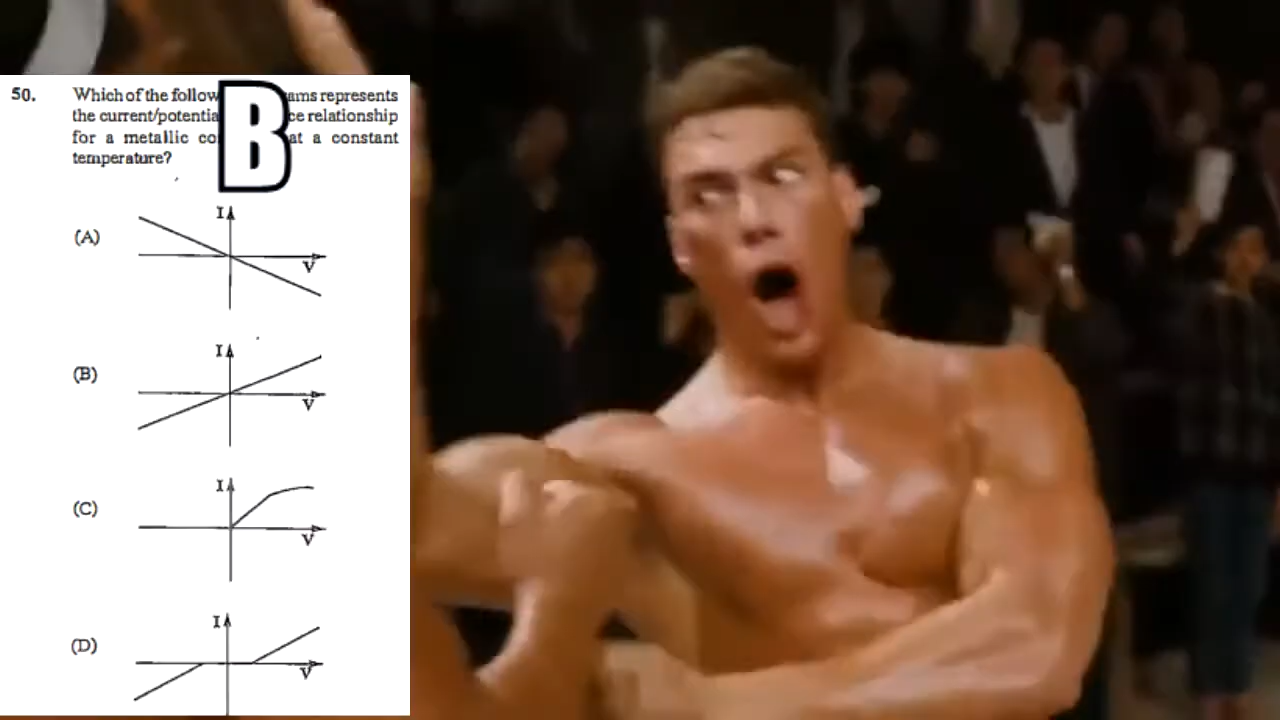 50. Which of the follow ams represents
the current/potentia ce relationship
for a metallic co at a constant
temperature?
B
(A)
I
V
(B)
I
V
(C)
I
V
(D)
I
V